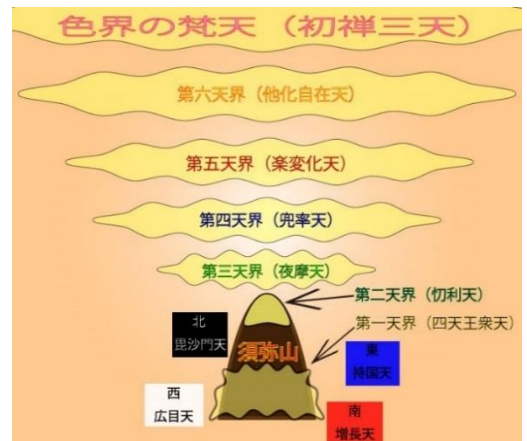 色界の梵天（初禅三天）
第六天界（他化自在天）
第五天界（楽変化天）
第四天界（兜率天）
第三天界（夜摩天）
第二天界（忉利天）
第一天界（四天王衆天）
北
毘沙門天
須弥山
東
持国天
西
広目天
南
増長天